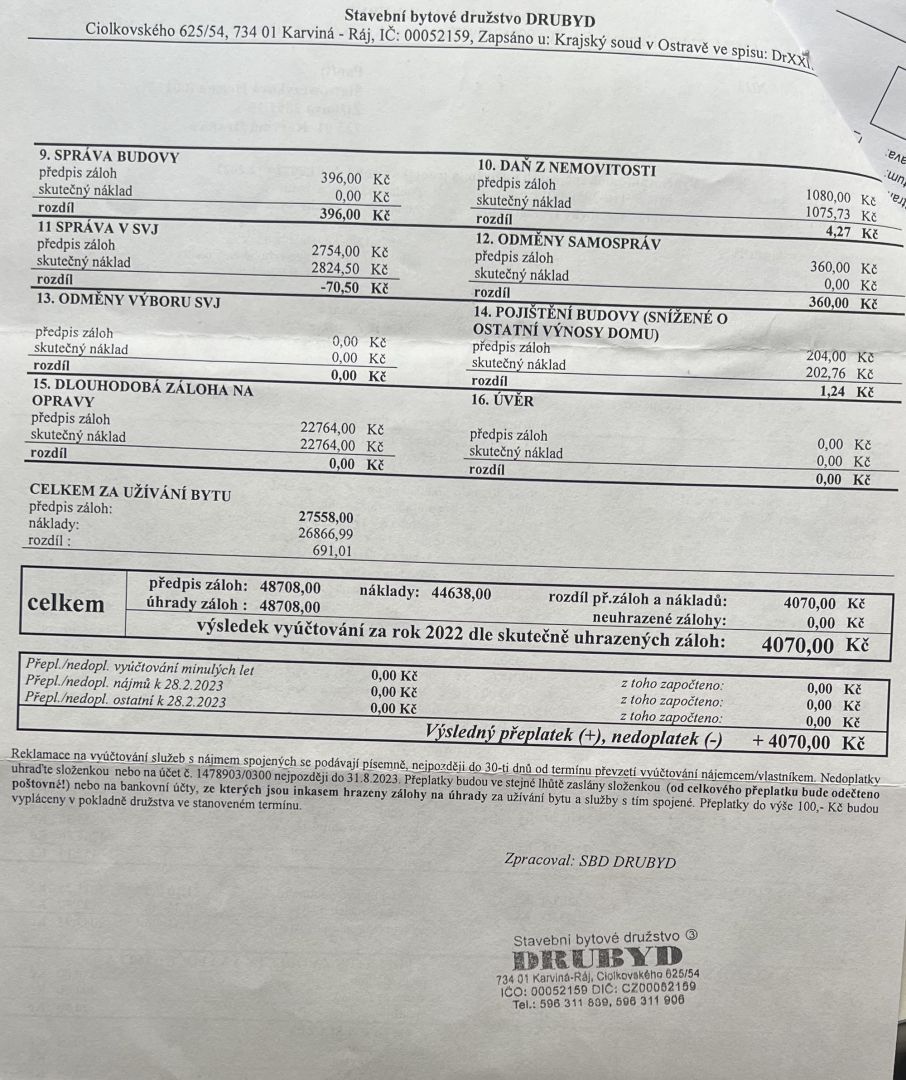 Stavební bytové družstvo DRUBYD
Ciolkovského 625/54, 734 01 Karviná - Ráj, IČ: 00052159, Zapsáno u: Krajský soud v Ostravě ve spisu: DrXXI.
9. SPRÁVA BUDOVY
předpis záloh 396,00 Kč
skutečný náklad 0,00 Kč
rozdíl 396,00 Kč
10. DAŇ Z NEMOVITOSTI
předpis záloh 1080,00 Kč
skutečný náklad 1075,73 Kč
rozdíl 4,27 Kč
11 SPRÁVA V SVJ
předpis záloh 2754,00 Kč
skutečný náklad 2824,50 Kč
rozdíl -70,50 Kč
12. ODMĚNY SAMOSPRÁV
předpis záloh 360,00 Kč
skutečný náklad 0,00 Kč
rozdíl 360,00 Kč
13. ODMĚNY VÝBORU SVJ
předpis záloh 0,00 Kč
skutečný náklad 0,00 Kč
rozdíl 0,00 Kč
14. POJIŠTĚNÍ BUDOVY (SNÍŽENÉ O
OSTATNÍ VÝNOSY DOMU)
předpis záloh 204,00 Kč
skutečný náklad 202,76 Kč
rozdíl 1,24 Kč
15. DLOUHODOBÁ ZÁLOHA NA
OPRAVY
předpis záloh 22764,00 Kč
skutečný náklad 22764,00 Kč
rozdíl 0,00 Kč
16. ÚVĚR
předpis záloh 0,00 Kč
skutečný náklad 0,00 Kč
rozdíl 0,00 Kč
CELKEM ZA UŽÍVÁNÍ BYTU
předpis záloh: 27558,00
náklady: 26866,99
rozdíl : 691,01
celkem
předpis záloh: 48708,00 náklady: 44638,00 rozdíl př.záloh a nákladů: 4070,00 Kč
úhrady záloh : 48708,00 neuhrazené zálohy: 0,00 Kč
výsledek vyúčtování za rok 2022 dle skutečně uhrazených záloh: 4070,00 Kč
Přepl./nedopl. vyúčtování minulých let 0,00 Kč z toho započteno: 0,00 Kč
Přepl./nedopl. nájmů k 28.2.2023 0,00 Kč z toho započteno: 0,00 Kč
Přepl./nedopl. ostatní k 28.2.2023 0,00 Kč z toho započteno: 0,00 Kč
Výsledný přeplatek (+), nedoplatek (-) + 4070,00 Kč
Reklamace na vyúčtování služeb s nájmem spojených se podávají písemně, nejpozději do 30-ti dnů od termínu převzetí vyúčtování nájemcem/vlastníkem. Nedoplatky
uhraďte složenkou nebo na účet č. 1478903/0300 nejpozději do 31.8.2023. Přeplatky budou ve stejné lhůtě zaslány složenkou (od celkového přeplatku bude odečteno
poštovné!) nebo na bankovní účty, ze kterých jsou inkasem hrazeny zálohy na úhrady za užívání bytu a služby s tím spojené. Přeplatky do výše 100,- Kč budou
vypláceny v pokladně družstva ve stanoveném termínu.
Zpracoval: SBD DRUBYD
Stavební bytové družstvo ③
DRUBYD
734 01 Karviná-Ráj, Ciolkovského 625/54
IČO: 00052159 DIČ: CZ00052159
Tel.: 596 311 809, 596 311 906